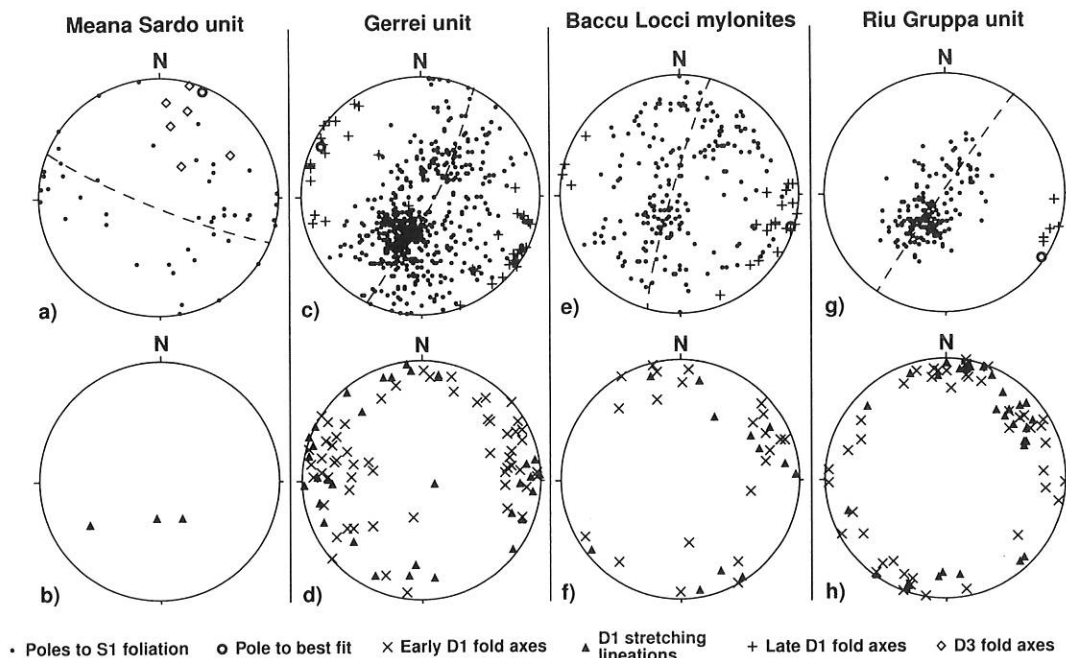 Meana Sardo unit Gerrei unit Baccu Locci mylonites Riu Gruppa unit
N N N N
a) c) e) g)
N N N N
b) d) f) h)
• Poles to S1 foliation o Pole to best fit × Early D1 fold axes ▲ D1 stretching lineations + Late D1 fold axes ◇ D3 fold axes